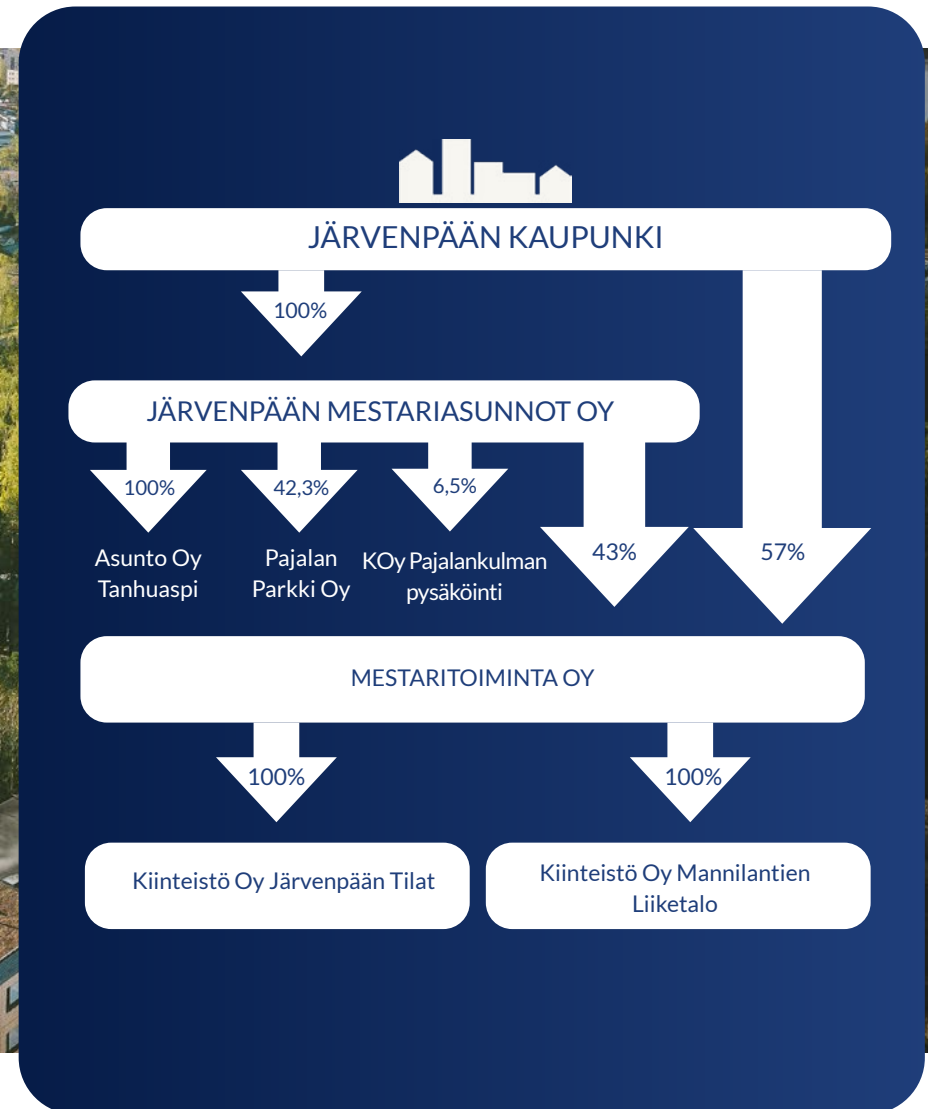 JÄRVENPÄÄN KAUPUNKI
100%
JÄRVENPÄÄN MESTARIASUNNOT OY
100%
42,3%
6,5%
43%
57%
Asunto Oy
Tanhuaspi
Pajalan
Parkki Oy
KOy Pajalankulman
pysäköinti
MESTARITOIMINTA OY
100%
100%
Kiinteistö Oy Järvenpään Tilat
Kiinteistö Oy Mannilantien
Liiketalo